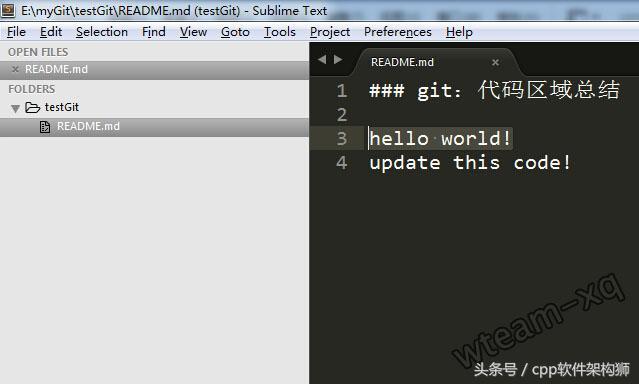 E:\myGit\testGit\README.md (testGit) - Sublime Text
File Edit Selection Find View Goto Tools Project Preferences Help
OPEN FILES
× README.md
FOLDERS
testGit
README.md
README.md ×
1 ### git：代码区域总结
2
3 hello world!
4 update this code!
wteam-xq
头条号 / cpp软件架构狮